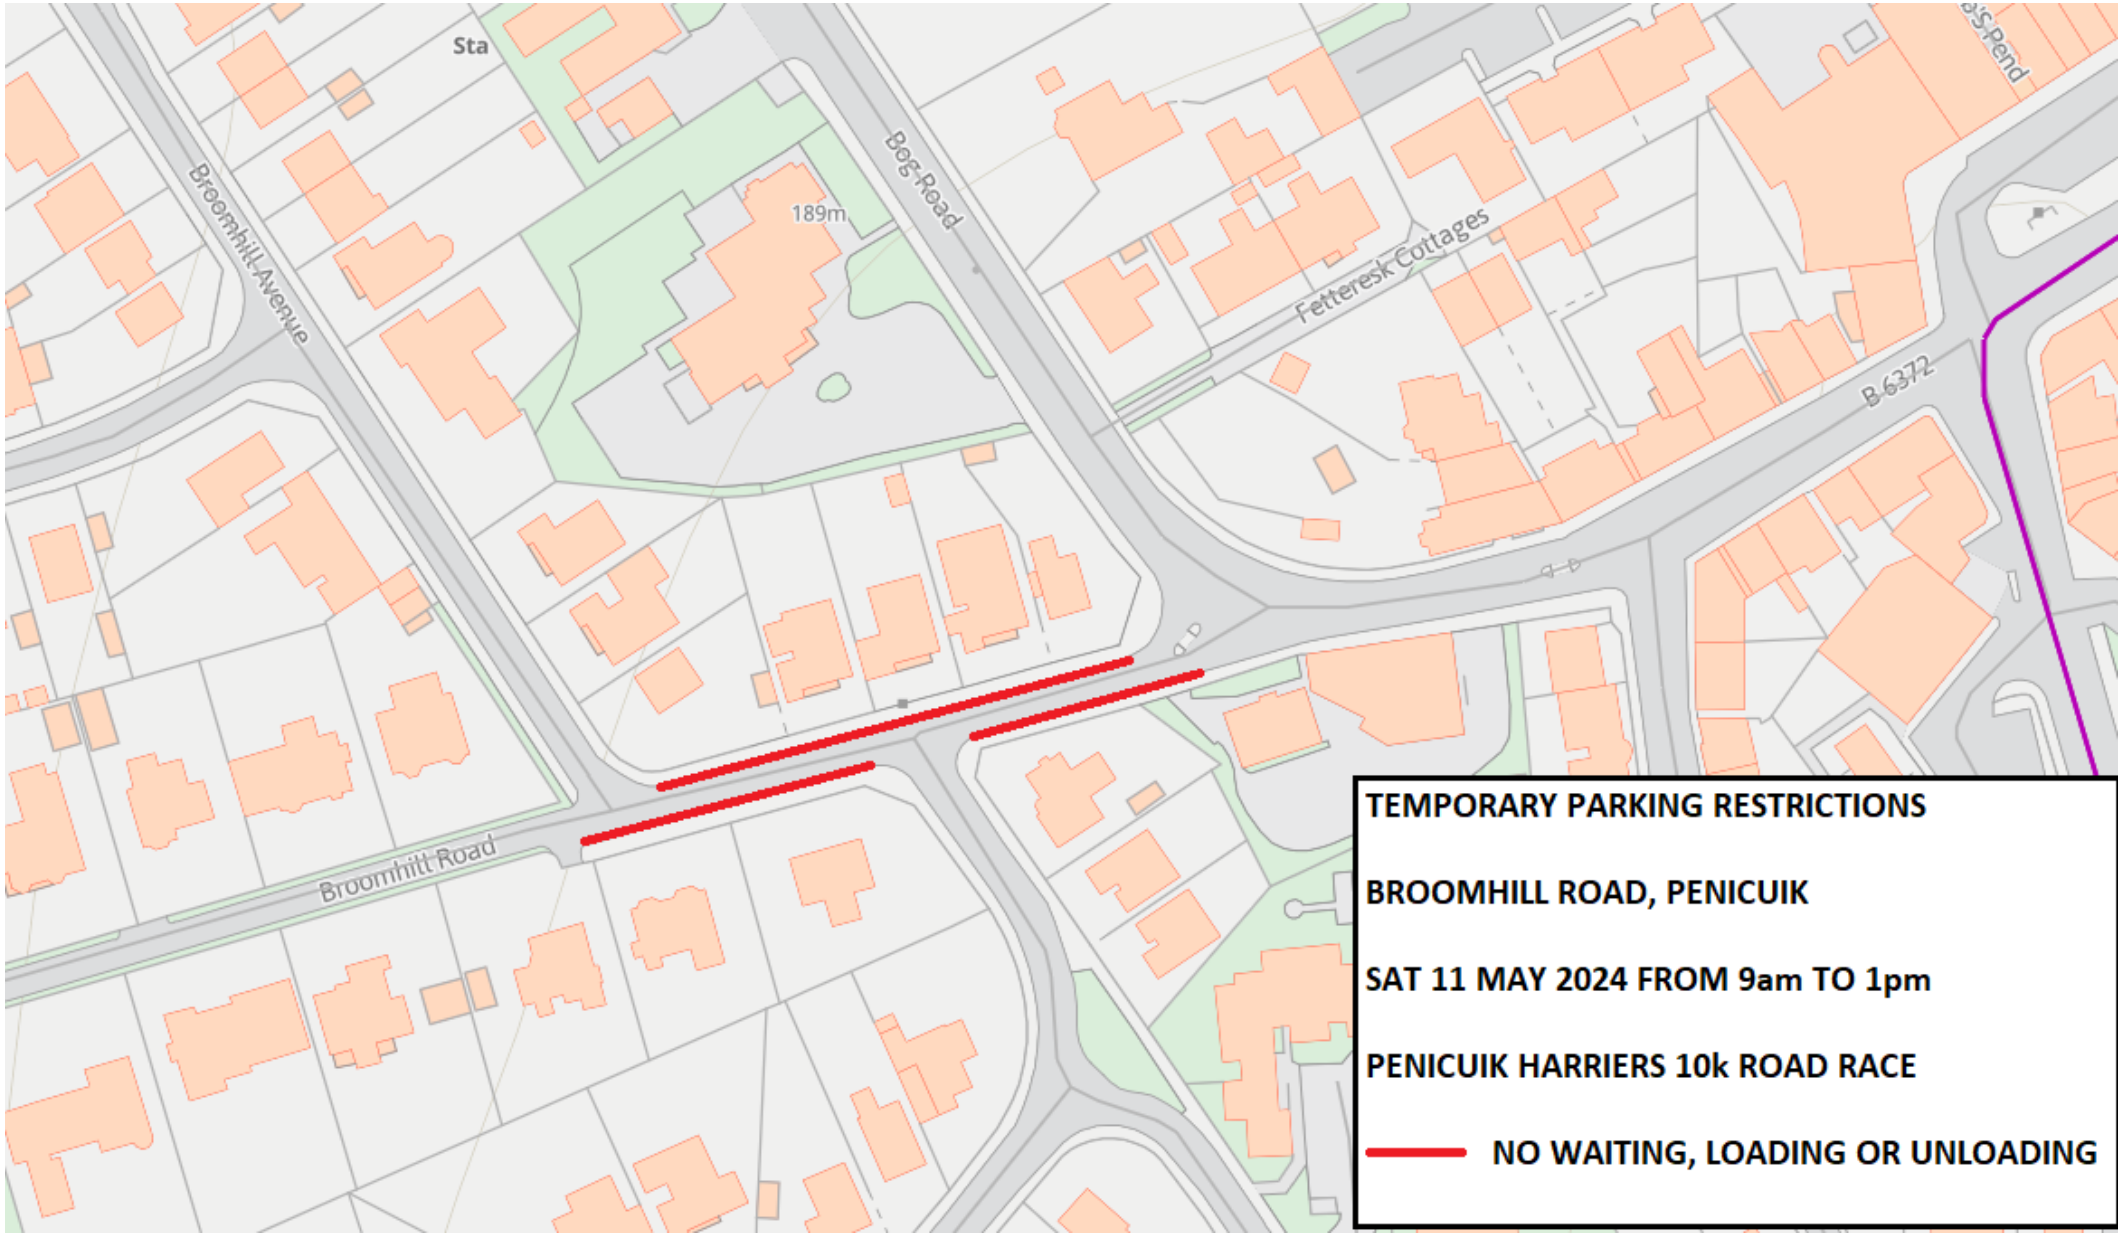 Sta
Broomhill Avenue
189m
Bog Road
Fetteresk Cottages
B 6372
Broomhill Road
TEMPORARY PARKING RESTRICTIONS
BROOMHILL ROAD, PENICUIK
SAT 11 MAY 2024 FROM 9am TO 1pm
PENICUIK HARRIERS 10k ROAD RACE
NO WAITING, LOADING OR UNLOADING